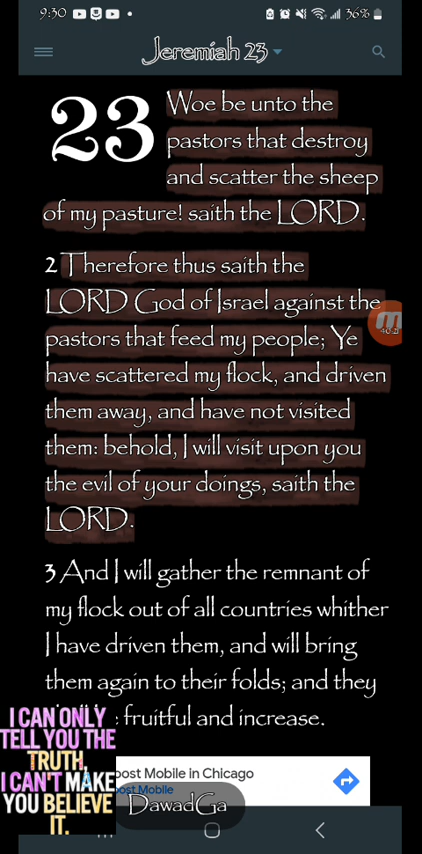 9:30
36%
Jeremiah 23
23 Woe be unto the
pastors that destroy
and scatter the sheep
of my pasture! saith the LORD.
2 Therefore thus saith the
LORD God of Israel against the
pastors that feed my people; Ye
have scattered my flock, and driven
them away, and have not visited
them: behold, I will visit upon you
the evil of your doings, saith the
LORD.
3 And I will gather the remnant of
my flock out of all countries whither
I have driven them, and will bring
them again to their folds; and they
fruitful and increase.
I CAN ONLY
TELL YOU THE
TRUTH,
I CAN'T MAKE
YOU BELIEVE
IT.
oost Mobile in Chicago
ost Mobile
DawadGa